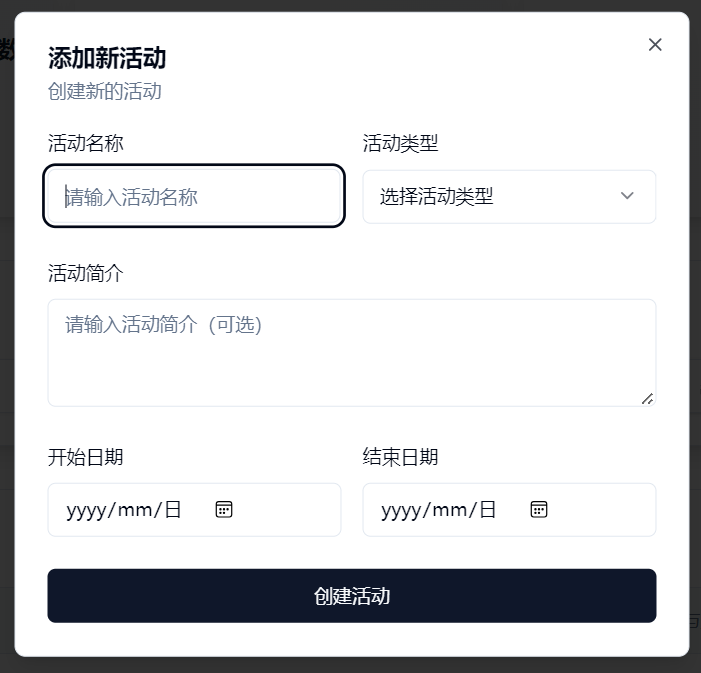 添加新活动
创建新的活动
活动名称
活动类型
请输入活动名称
选择活动类型
活动简介
请输入活动简介（可选）
开始日期
结束日期
yyyy/mm/日
yyyy/mm/日
创建活动